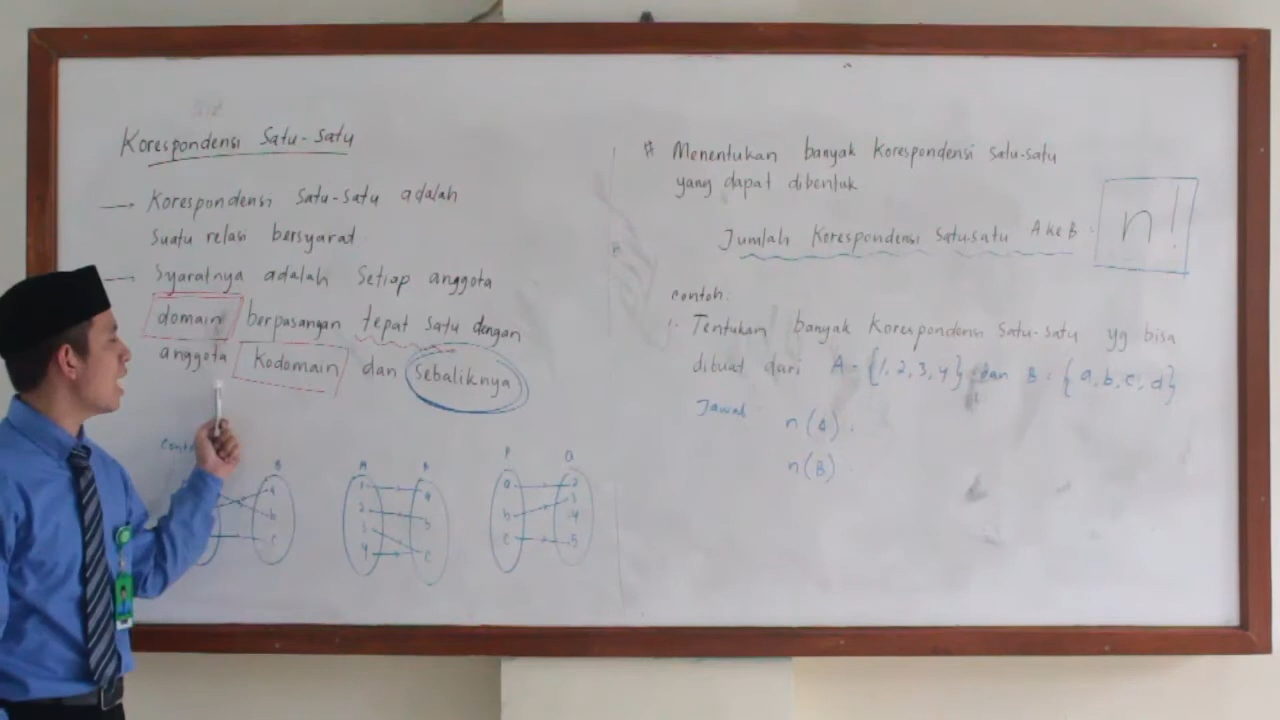 Korespondensi Satu-satu
→ Korespondensi satu-satu adalah
suatu relasi bersyarat.
→ Syaratnya adalah setiap anggota
domain berpasangan tepat satu dengan
anggota Kodomain dan sebaliknya
B
a
b
c
A B
1 a
2 b
3 c
4
P Q
a 2
b 3
c 4
5
# Menentukan banyak Korespondensi satu-satu
yang dapat dibentuk
Jumlah Korespondensi satu-satu A ke B = n!
Contoh:
1. Tentukan banyak Korespondensi satu-satu yg bisa
dibuat dari A = {1, 2, 3, 4} dan B = {a, b, c, d}
Jawab
n(A) =
n(B) =